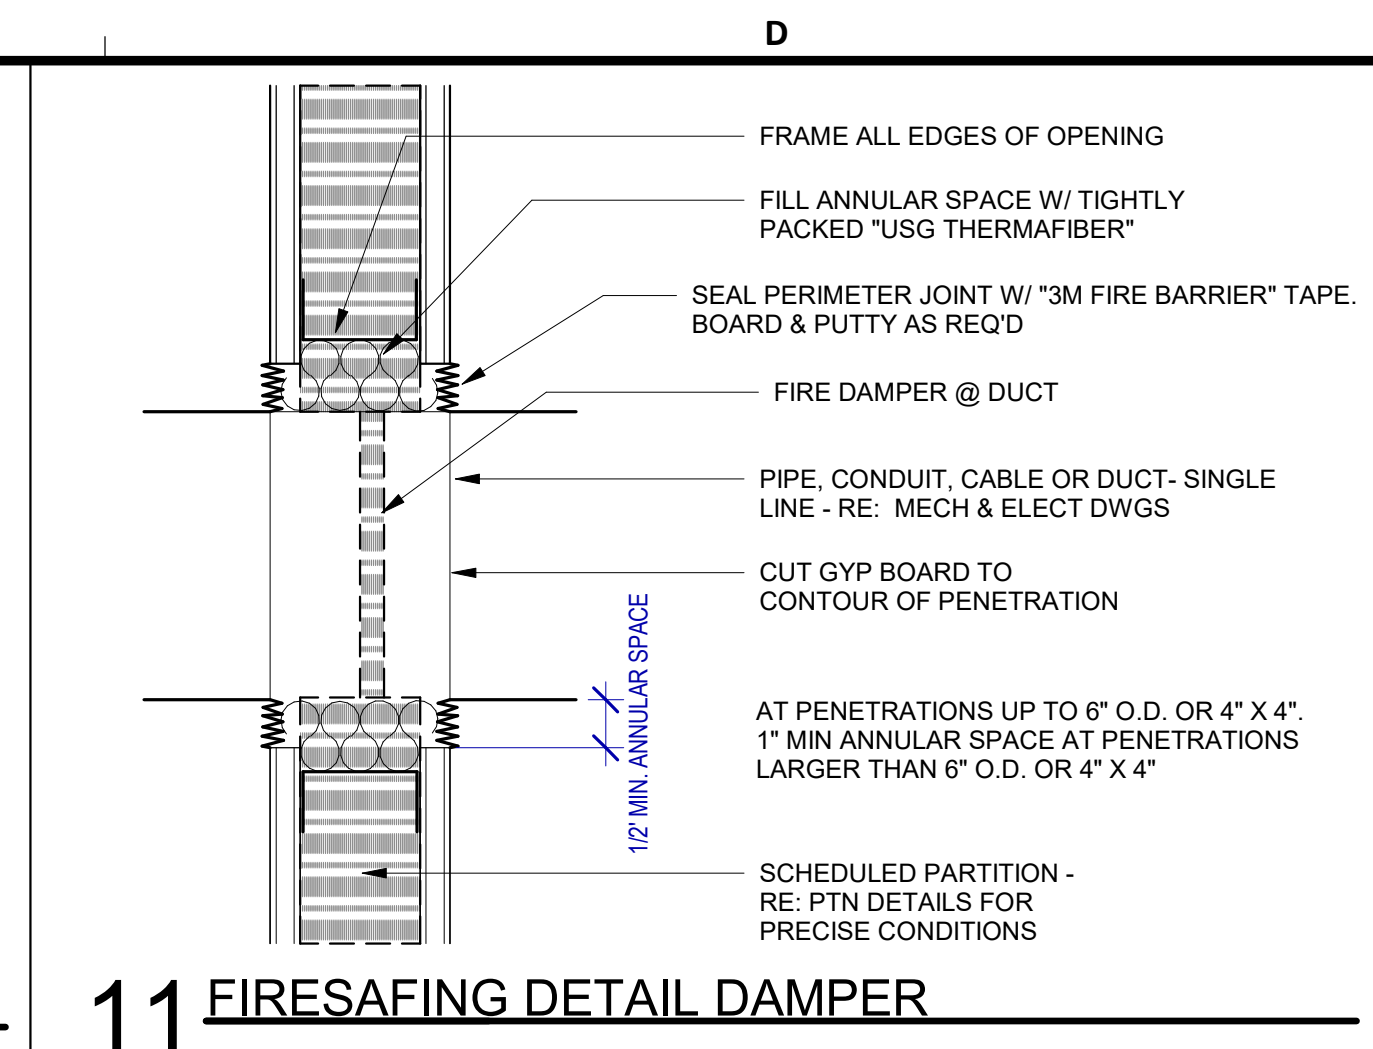 D
FRAME ALL EDGES OF OPENING
FILL ANNULAR SPACE W/ TIGHTLY
PACKED "USG THERMAFIBER"
SEAL PERIMETER JOINT W/ "3M FIRE BARRIER" TAPE.
BOARD & PUTTY AS REQ'D
FIRE DAMPER @ DUCT
PIPE, CONDUIT, CABLE OR DUCT- SINGLE
LINE - RE: MECH & ELECT DWGS
CUT GYP BOARD TO
CONTOUR OF PENETRATION
1/2' MIN. ANNULAR SPACE
AT PENETRATIONS UP TO 6" O.D. OR 4" X 4".
1" MIN ANNULAR SPACE AT PENETRATIONS
LARGER THAN 6" O.D. OR 4" X 4"
SCHEDULED PARTITION -
RE: PTN DETAILS FOR
PRECISE CONDITIONS
11 FIRESAFING DETAIL DAMPER